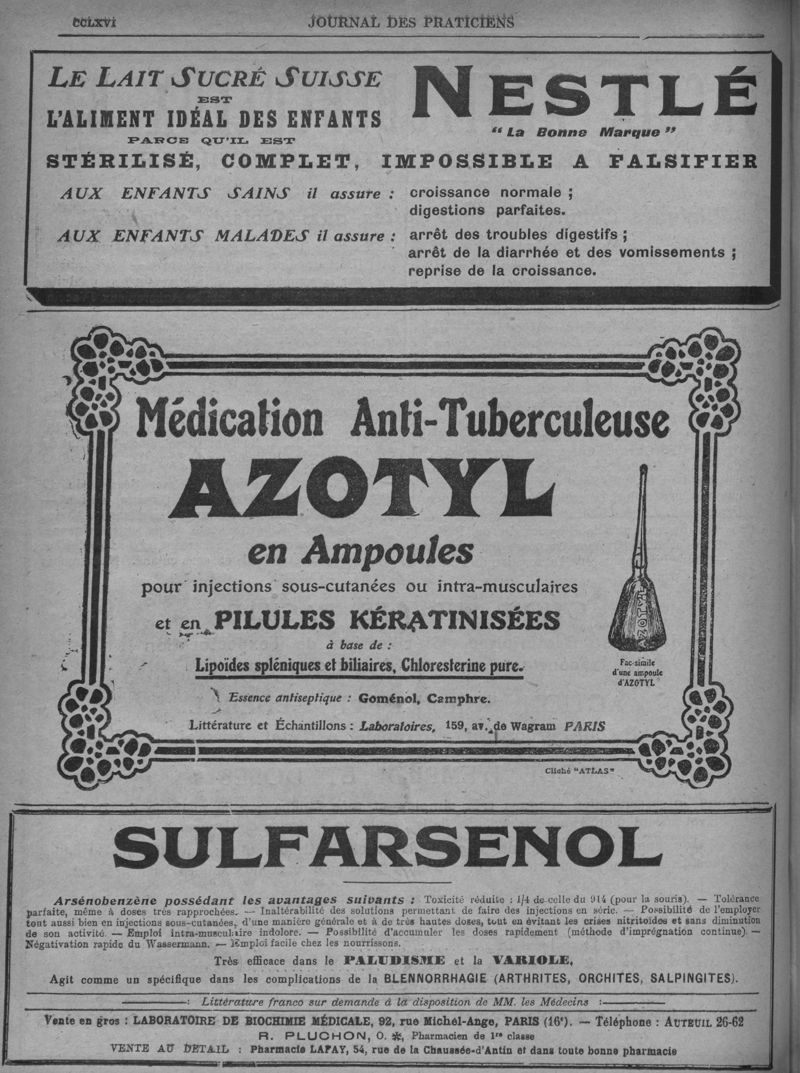 CCLXVI JOURNAL DES PRATICIENS
LE LAIT SUCRÉ SUISSE
EST
L'ALIMENT IDÉAL DES ENFANTS
PARCE QU'IL EST
NESTLÉ
"La Bonne Marque"
STÉRILISÉ, COMPLET, IMPOSSIBLE A FALSIFIER
AUX ENFANTS SAINS il assure : croissance normale ;
digestions parfaites.
AUX ENFANTS MALADES il assure : arrêt des troubles digestifs ;
arrêt de la diarrhée et des vomissements ;
reprise de la croissance.
Médication Anti-Tuberculeuse
AZOTYL
en Ampoules
pour injections sous-cutanées ou intra-musculaires
et en PILULES KÉRATINISÉES
à base de :
Lipoïdes spléniques et biliaires, Chloresterine pure.
Essence antiseptique : Goménol, Camphre.
Littérature et Échantillons : Laboratoires, 159, av. de Wagram PARIS
AZOTYL
Fac-simile
d'une ampoule
d'AZOTYL
Cliché "ATLAS"
SULFARSENOL
Arsénobenzène possédant les avantages suivants : Toxicité réduite : 1/4 de celle du 914 (pour la souris). — Tolérance
parfaite, même à doses très rapprochées. — Inaltérabilité des solutions permettant de faire des injections en série. — Possibilité de l'employer
tout aussi bien en injections sous-cutanées, d'une manière générale et à de très hautes doses, tout en évitant les crises nitritoïdes et sans diminution
de son activité. — Emploi intra-musculaire indolore. — Possibilité d'accumuler les doses rapidement (méthode d'imprégnation continue). —
Négativation rapide du Wassermann. — Emploi facile chez les nourrissons.
Très efficace dans le PALUDISME et la VARIOLE,
Agit comme un spécifique dans les complications de la BLENNORRHAGIE (ARTHRITES, ORCHITES, SALPINGITES).
Littérature franco sur demande à la disposition de MM. les Médecins :
Vente en gros : LABORATOIRE DE BIOCHIMIE MÉDICALE, 92, rue Michel-Ange, PARIS (16e). — Téléphone : AUTEUIL 26-62
R. PLUCHON, O. ✻, Pharmacien de 1re classe
VENTE AU DÉTAIL : Pharmacie LAFAY, 54, rue de la Chaussée-d'Antin et dans toute bonne pharmacie